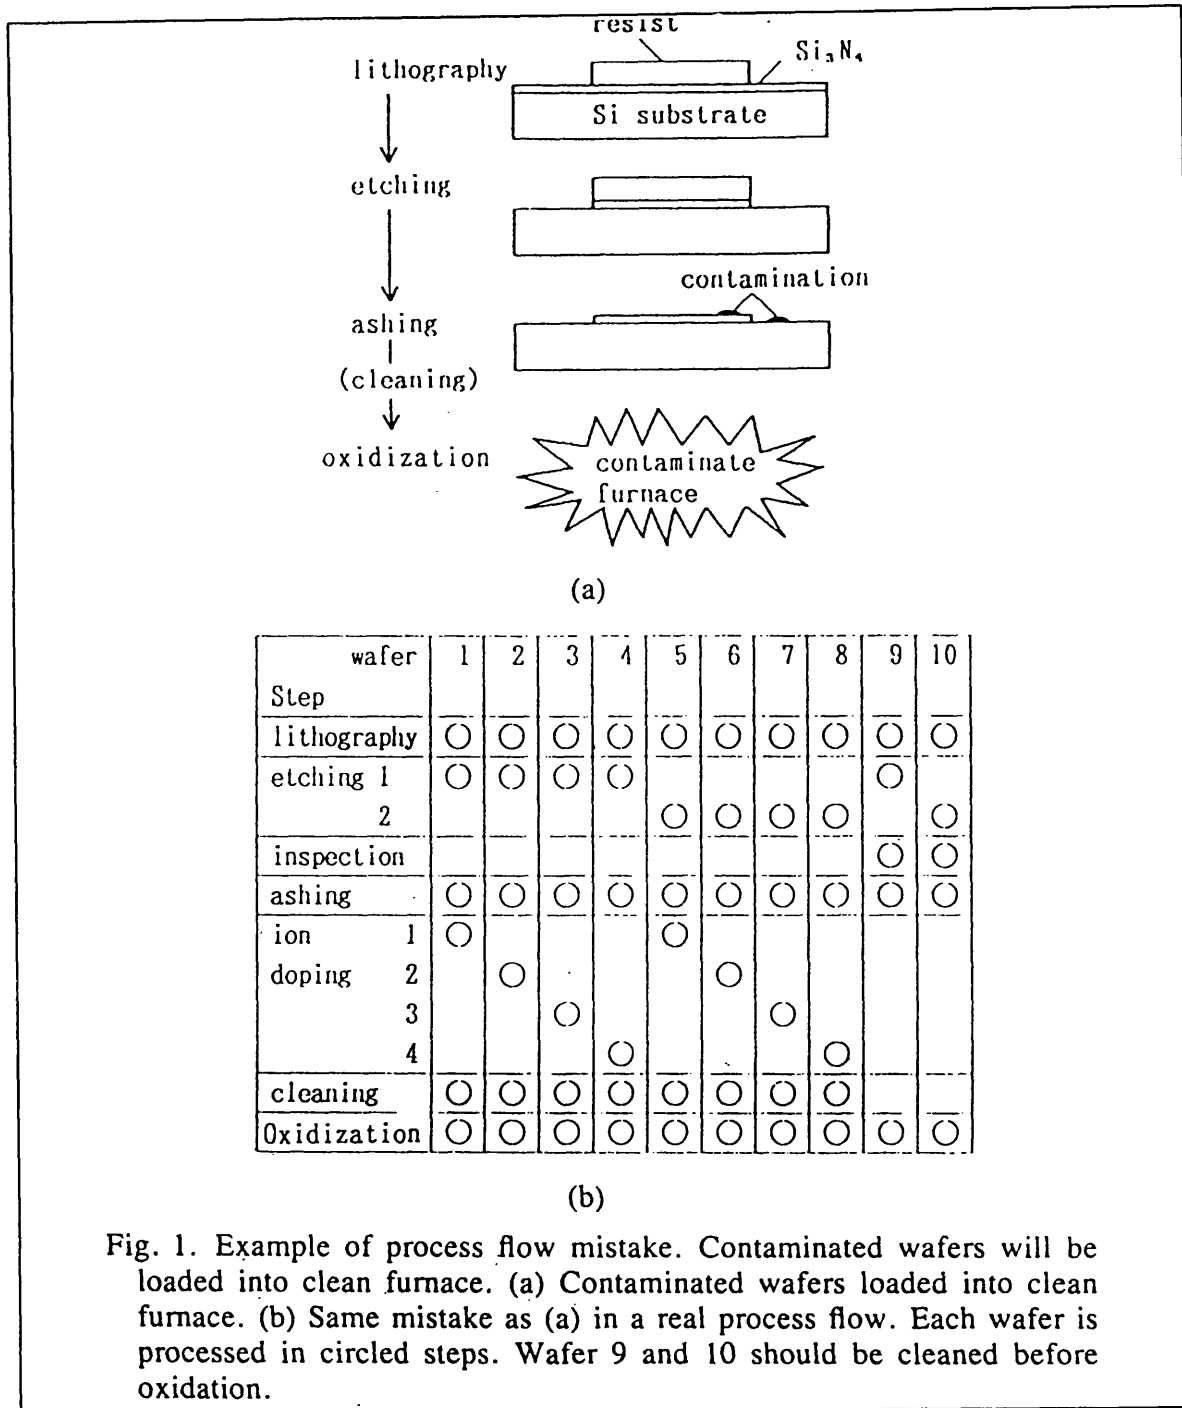 resist
Si₃N₄
lithography
Si substrate
etching
contamination
ashing
(cleaning)
oxidization
contaminate
furnace
(a)
wafer 1 2 3 4 5 6 7 8 9 10
Step
lithography ○ ○ ○ ○ ○ ○ ○ ○ ○ ○
etching 1 ○ ○ ○ ○ ○
2 ○ ○ ○ ○ ○
inspection ○ ○
ashing ○ ○ ○ ○ ○ ○ ○ ○ ○ ○
ion 1 ○ ○
doping 2 ○ ○
3 ○ ○
4 ○ ○
cleaning ○ ○ ○ ○ ○ ○ ○ ○
Oxidization ○ ○ ○ ○ ○ ○ ○ ○ ○ ○
(b)
Fig. 1. Example of process flow mistake. Contaminated wafers will be
loaded into clean furnace. (a) Contaminated wafers loaded into clean
furnace. (b) Same mistake as (a) in a real process flow. Each wafer is
processed in circled steps. Wafer 9 and 10 should be cleaned before
oxidation.